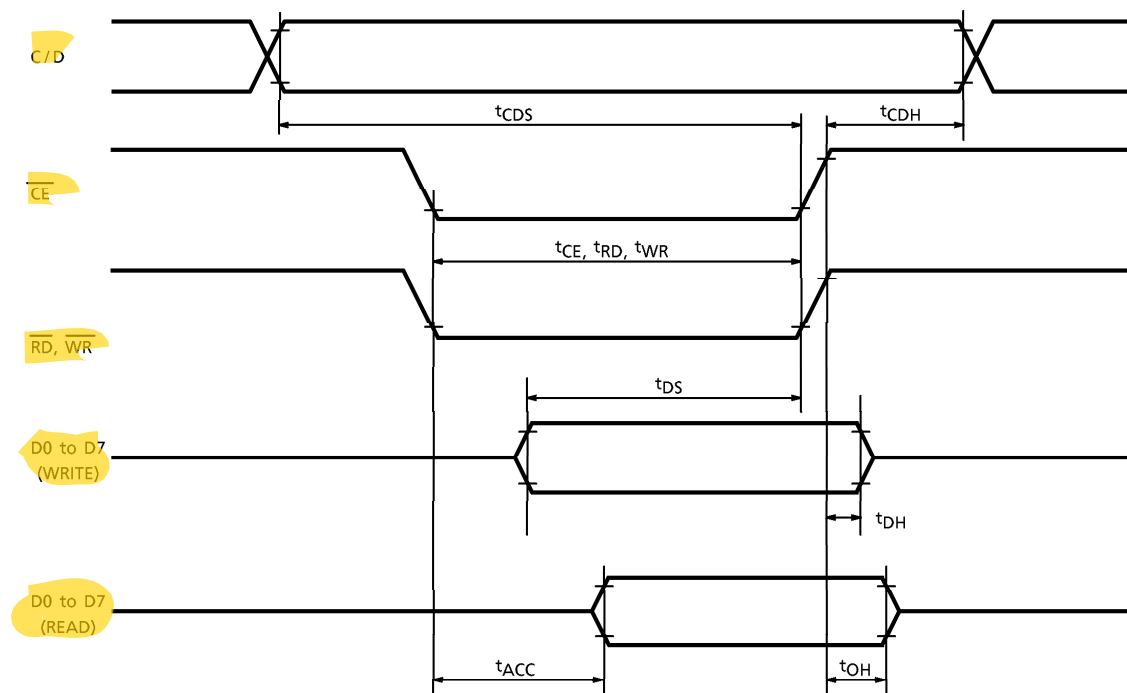 C/D
tCDS
tCDH
CE
tCE, tRD, tWR
RD, WR
tDS
D0 to D7
(WRITE)
tDH
D0 to D7
(READ)
tACC
tOH